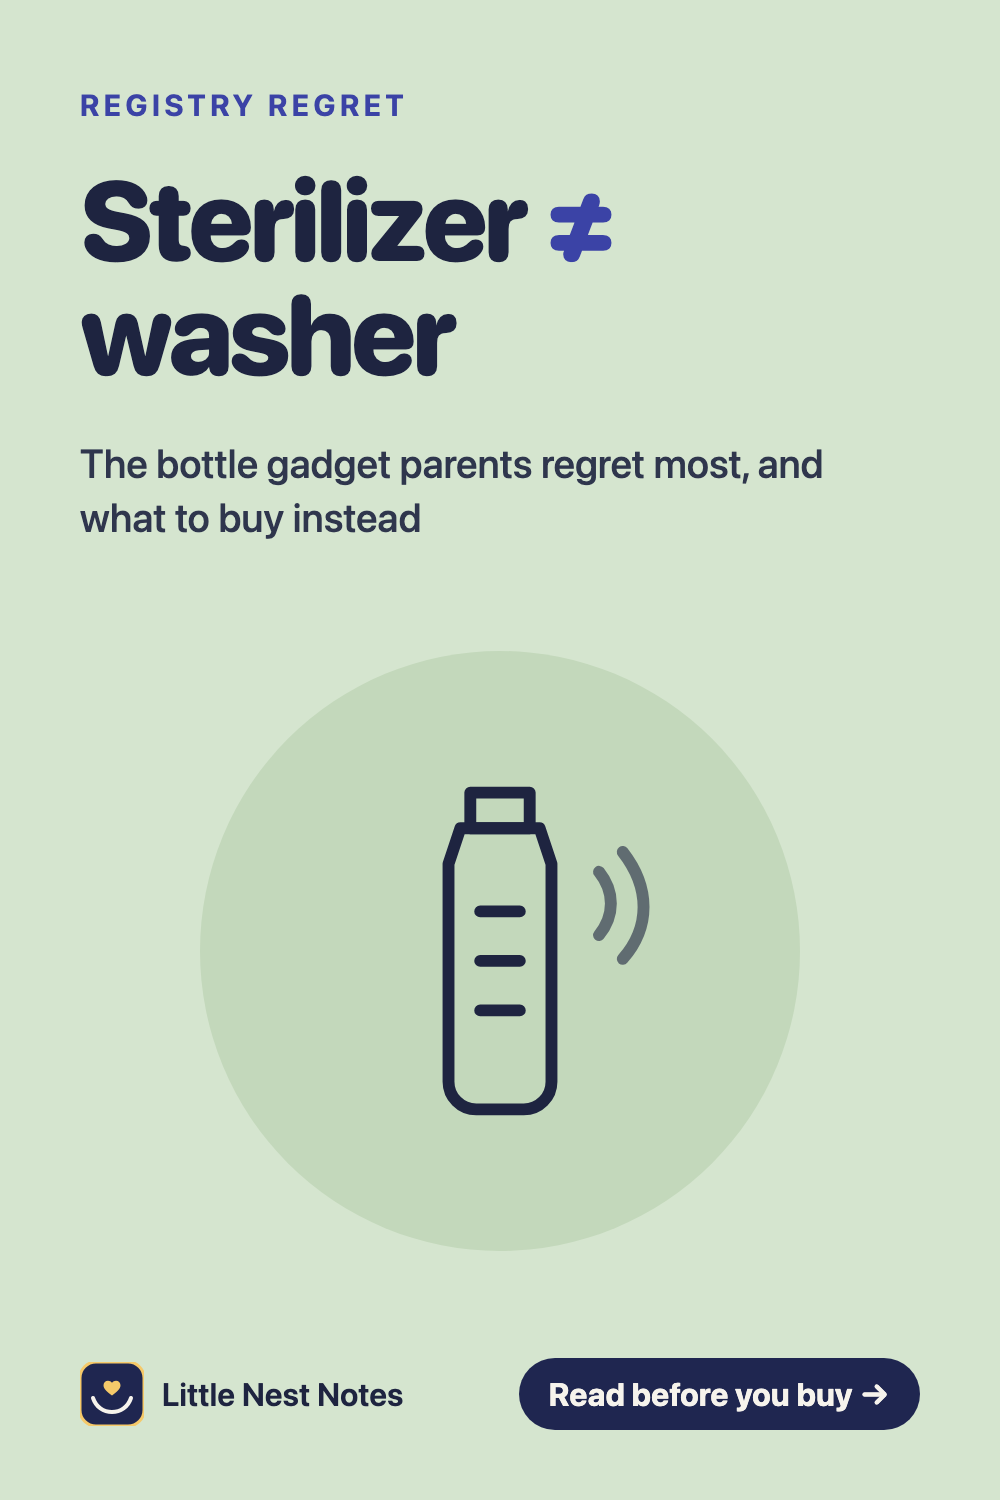 REGISTRY REGRET
Sterilizer ≠
washer
The bottle gadget parents regret most, and
what to buy instead
Little Nest Notes
Read before you buy →